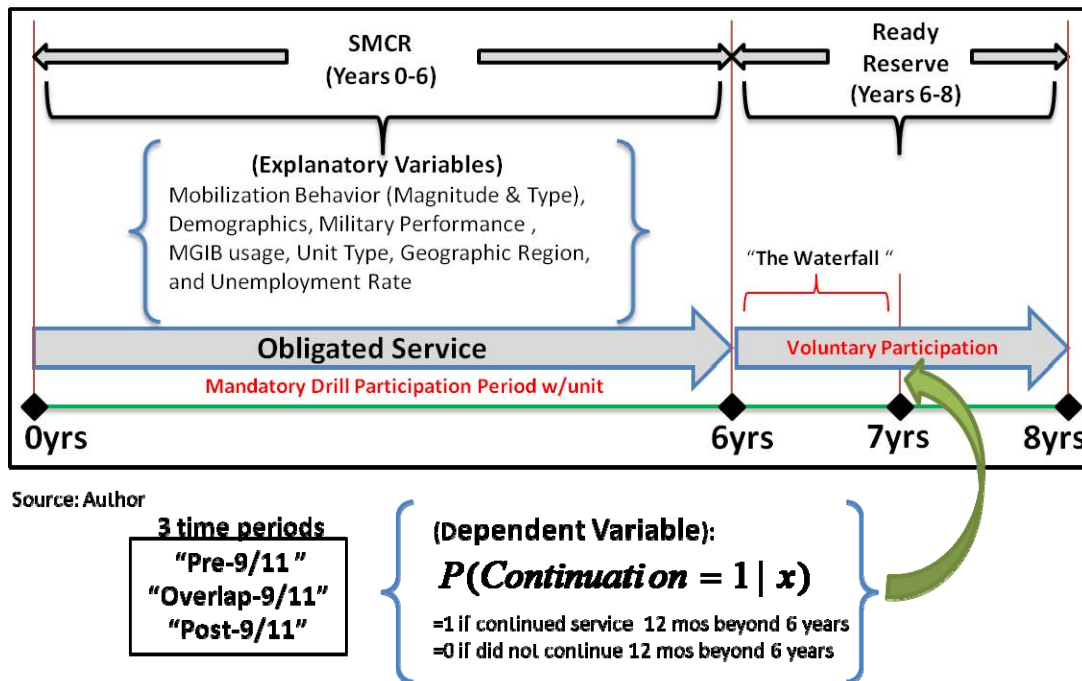 SMCR
(Years 0-6)
Ready
Reserve
(Years 6-8)
(Explanatory Variables)
Mobilization Behavior (Magnitude & Type),
Demographics, Military Performance ,
MGIB usage, Unit Type, Geographic Region,
and Unemployment Rate
“The Waterfall “
Obligated Service
Voluntary Participation
Mandatory Drill Participation Period w/unit
0yrs
6yrs
7yrs
8yrs
Source: Author
3 time periods
“Pre-9/11 ”
“Overlap-9/11”
“Post-9/11”
(Dependent Variable):
P(Continuation = 1 | x)
=1 if continued service 12 mos beyond 6 years
=0 if did not continue 12 mos beyond 6 years